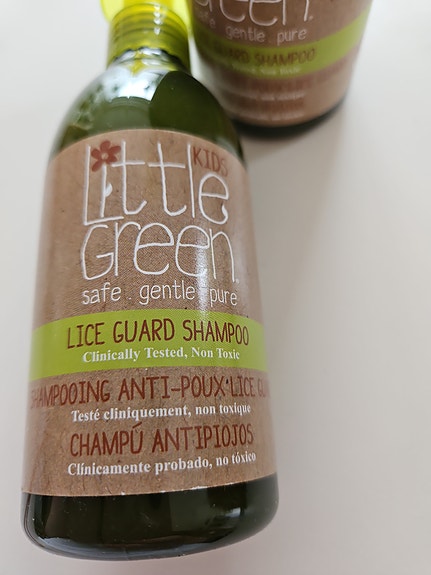 KIDS
Little
Green®
safe . gentle . pure
LICE GUARD SHAMPOO
Clinically Tested, Non Toxic
SHAMPOOING ANTI-POUX·LICE
Testé cliniquement, non toxique
CHAMPÚ ANTIPIOJOS
Clínicamente probado, no tóxico
Green®
safe . gentle . pure
GUARD SHAMPOO